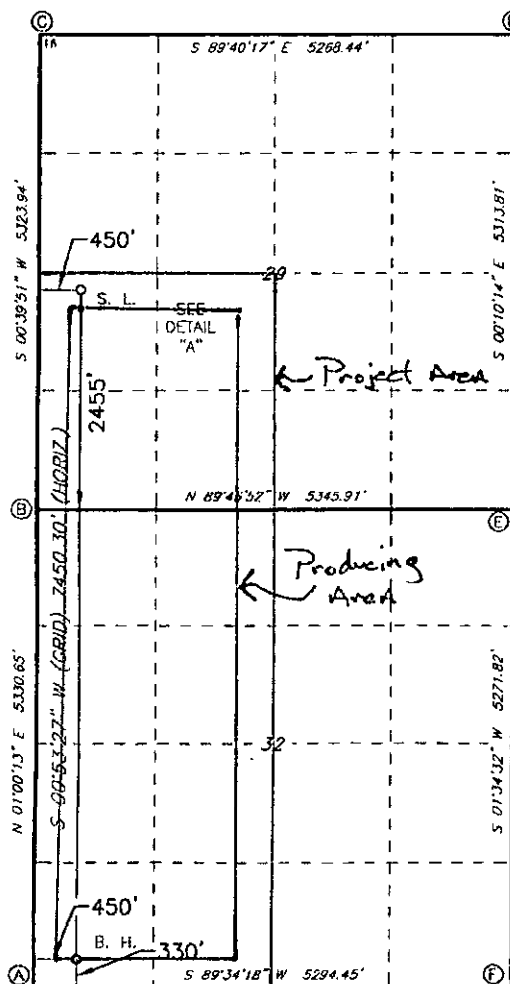 C
S 89°40'17" E 5268.44'
S 00°39'51" W 5323.94'
S 00°10'14" E 5313.81'
450'
29
S. L.
SEE
DETAIL
"A"
2455'
Project Area
B
N 89°46'52" W 5345.91'
E
Producing
Area
S 00°53'27" W (GRID) 7450.30' (HORIZ.)
N 01°00'13" E 5330.65'
S 01°34'32" W 5271.82'
32
450'
B. H.
330'
A
S 89°34'18" W 5294.45'
F